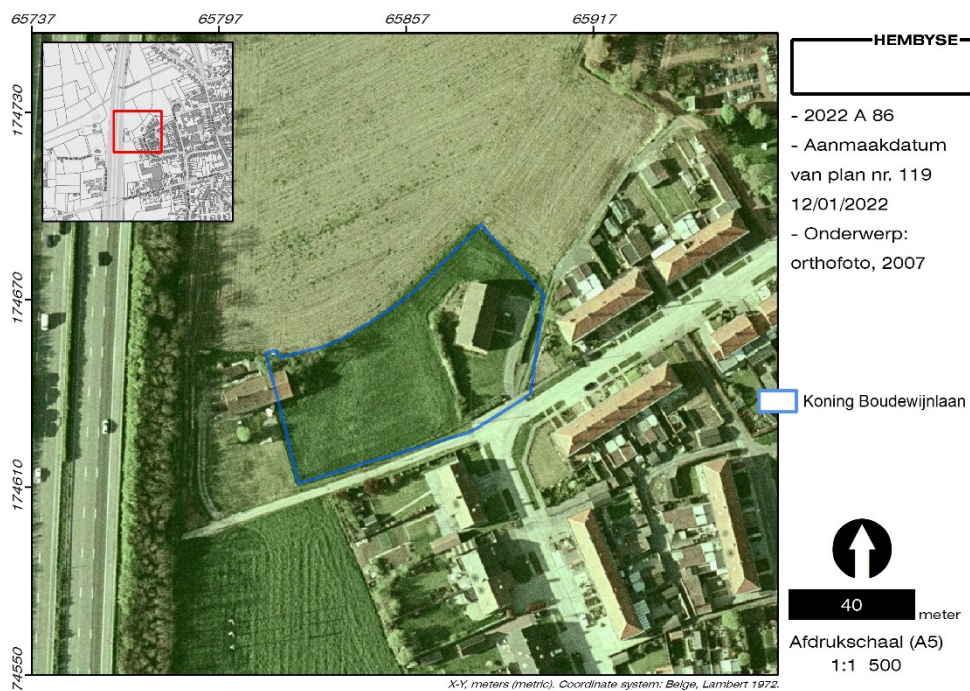 65737 65797 65857 65917
174730
174670
174610
174550
HEMBYSE
- 2022 A 86
- Aanmaakdatum
van plan nr. 119
12/01/2022
- Onderwerp:
orthofoto, 2007
Koning Boudewijnlaan
40 meter
Afdrukschaal (A5)
1:1 500
X-Y, meters (metric). Coordinate system: Belge, Lambert 1972.